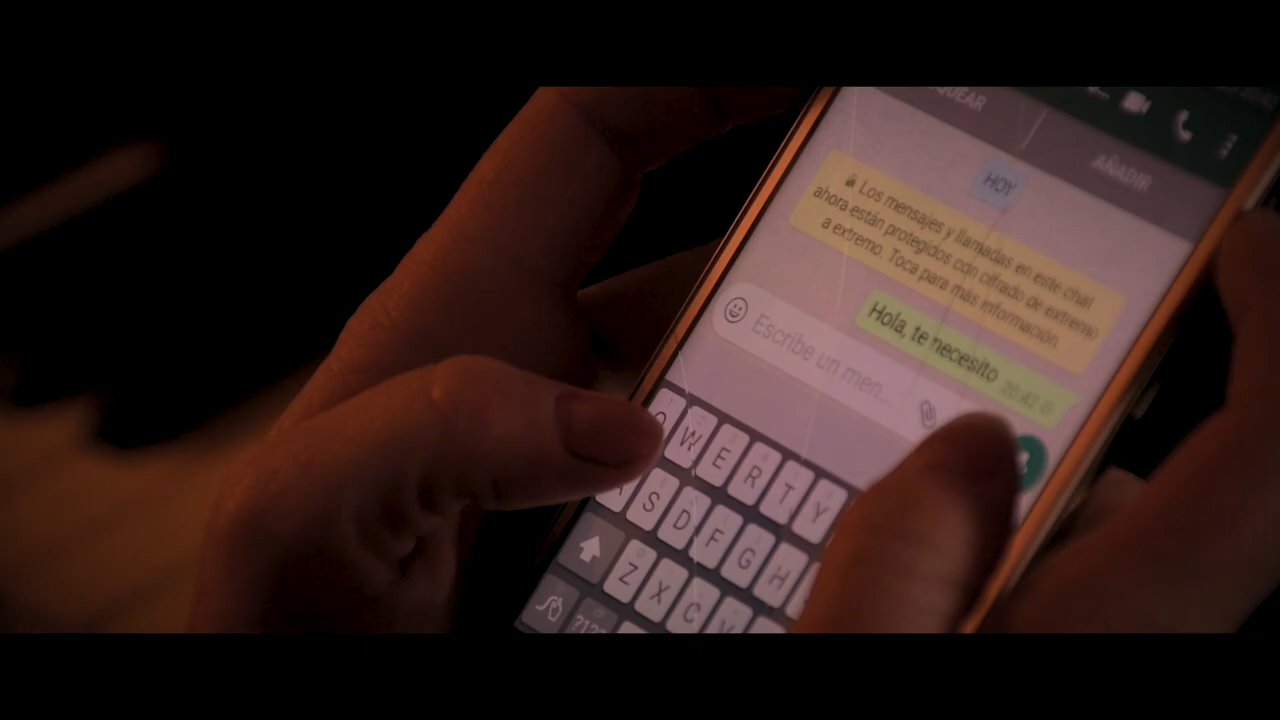 AÑADIR
HOY
Los mensajes y llamadas en este chat
ahora están protegidos con cifrado de extremo
a extremo. Toca para más información.
Hola, te necesito
Escribe un men...
W E R T Y
S D F G H
Z X C V
?123